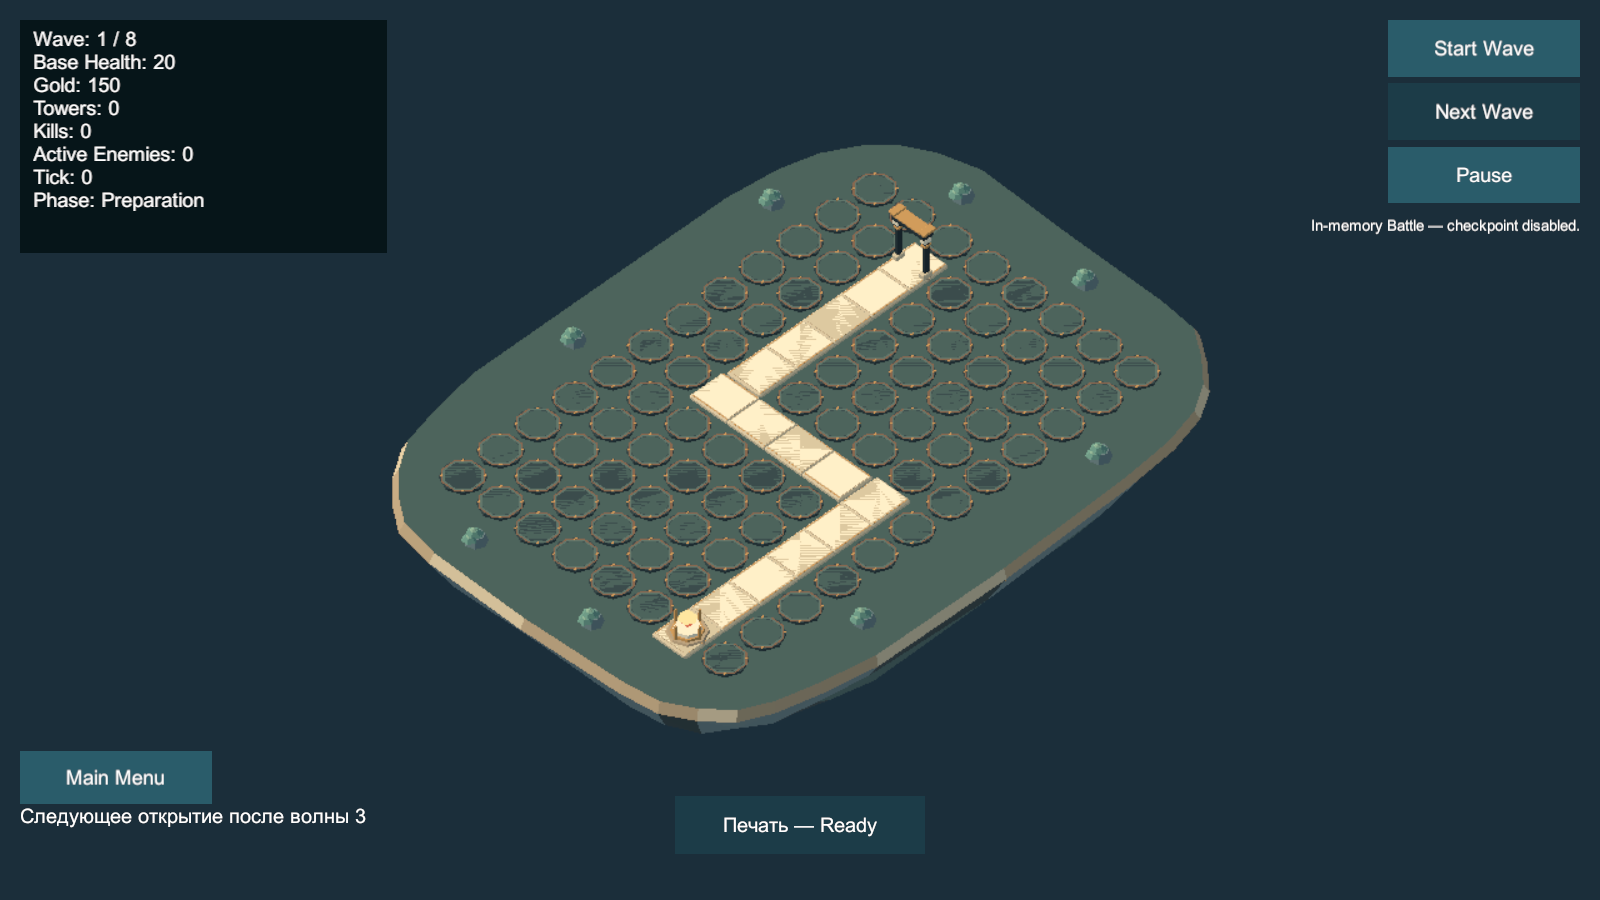 Wave: 1 / 8
Base Health: 20
Gold: 150
Towers: 0
Kills: 0
Active Enemies: 0
Tick: 0
Phase: Preparation
Start Wave
Next Wave
Pause
In-memory Battle — checkpoint disabled.
Main Menu
Следующее открытие после волны 3
Печать — Ready